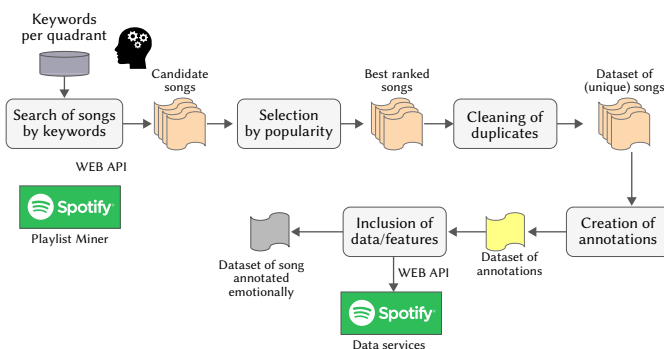 Keywords
per quadrant
Candidate
songs
Best ranked
songs
Dataset of
(unique) songs
Search of songs
by keywords
Selection
by popularity
Cleaning of
duplicates
WEB API
Spotify
Playlist Miner
Creation of
annotations
Dataset of
annotations
Inclusion of
data/features
Dataset of song
annotated
emotionally
WEB API
Spotify
Data services